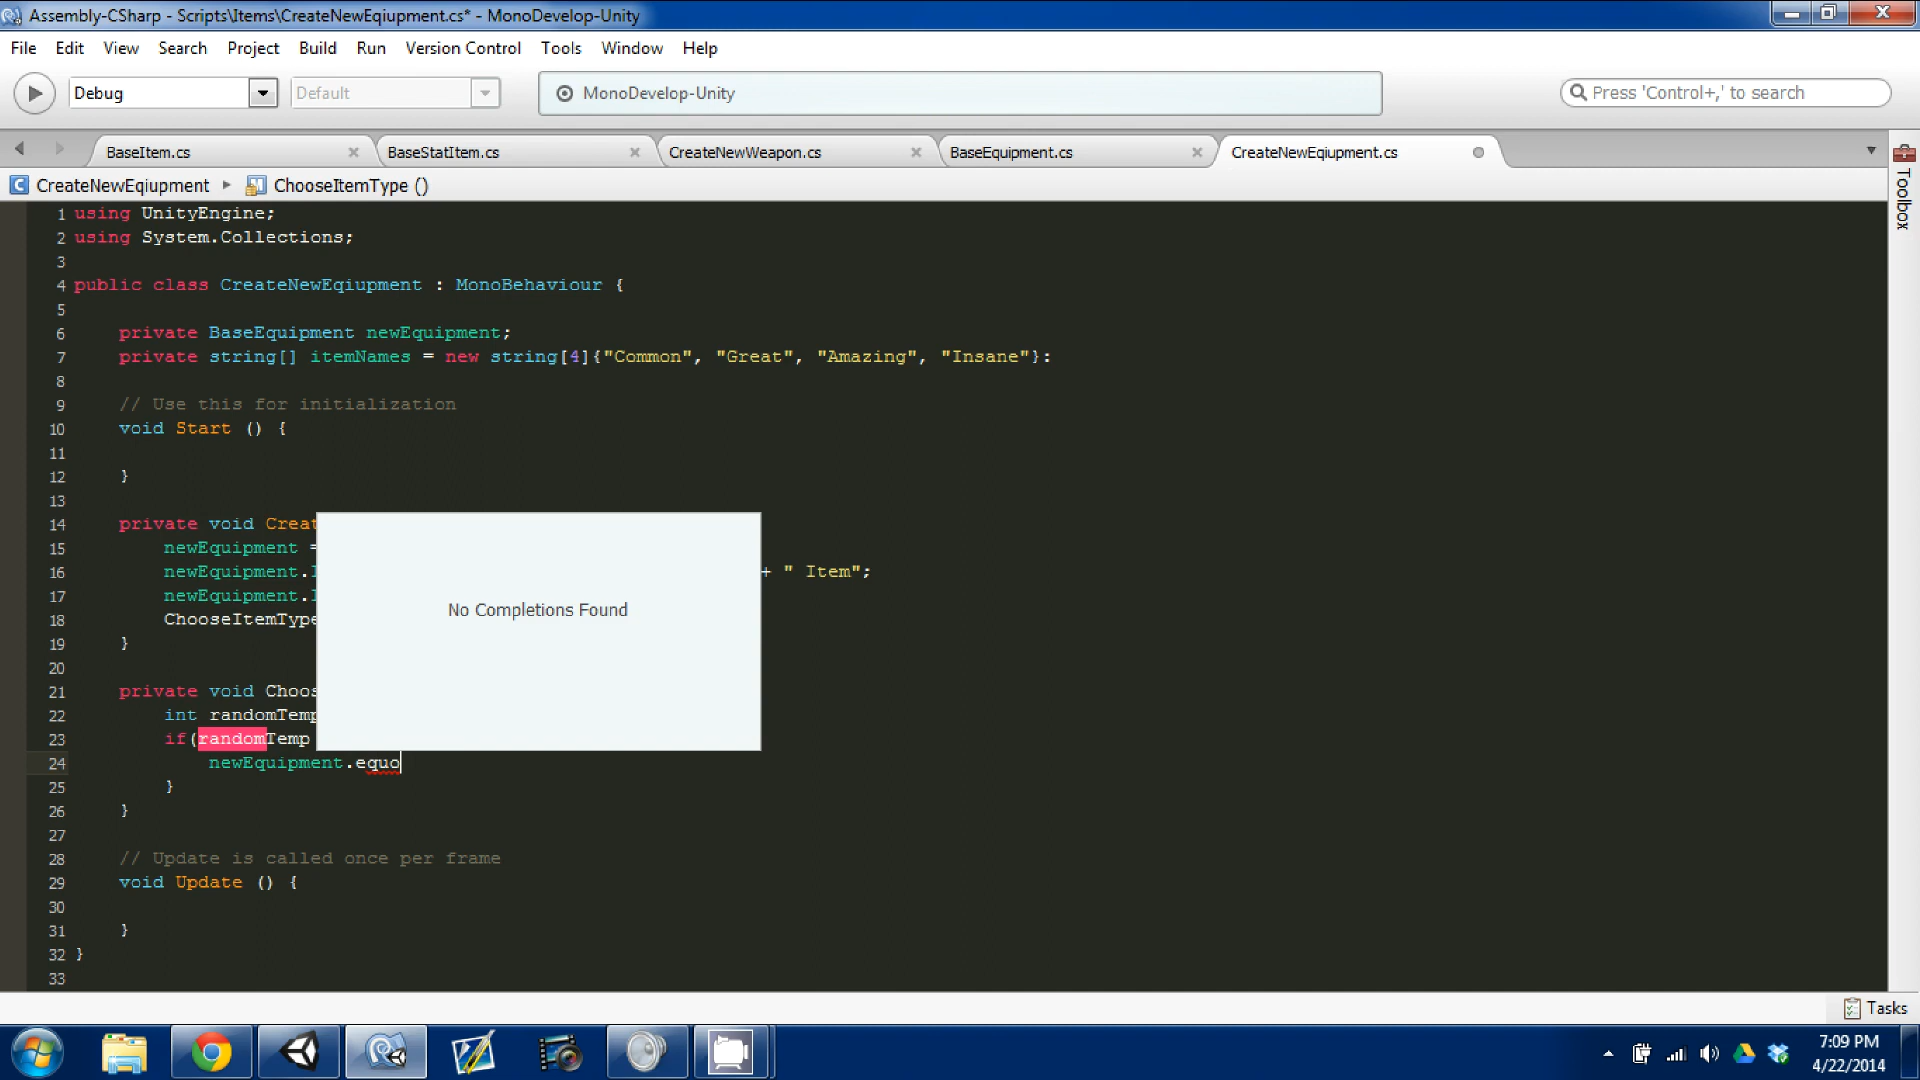 Assembly-CSharp - Scripts\Items\CreateNewEqiupment.cs* - MonoDevelop-Unity
File Edit View Search Project Build Run Version Control Tools Window Help
Debug Default MonoDevelop-Unity Press 'Control+,' to search
BaseItem.cs BaseStatItem.cs CreateNewWeapon.cs BaseEquipment.cs CreateNewEqiupment.cs
CreateNewEqiupment ChooseItemType ()
Toolbox
1 using UnityEngine;
2 using System.Collections;
3
4 public class CreateNewEqiupment : MonoBehaviour {
5
6 private BaseEquipment newEquipment;
7 private string[] itemNames = new string[4]{"Common", "Great", "Amazing", "Insane"}:
8
9 // Use this for initialization
10 void Start () {
11
12 }
13
14 private void Creat
15 newEquipment =
16 newEquipment.I + " Item";
17 newEquipment.I
No Completions Found
18 ChooseItemType
19 }
20
21 private void Choos
22 int randomTemp
23 if(randomTemp
24 newEquipment.equo
25 }
26 }
27
28 // Update is called once per frame
29 void Update () {
30
31 }
32 }
33
Tasks
7:09 PM
4/22/2014